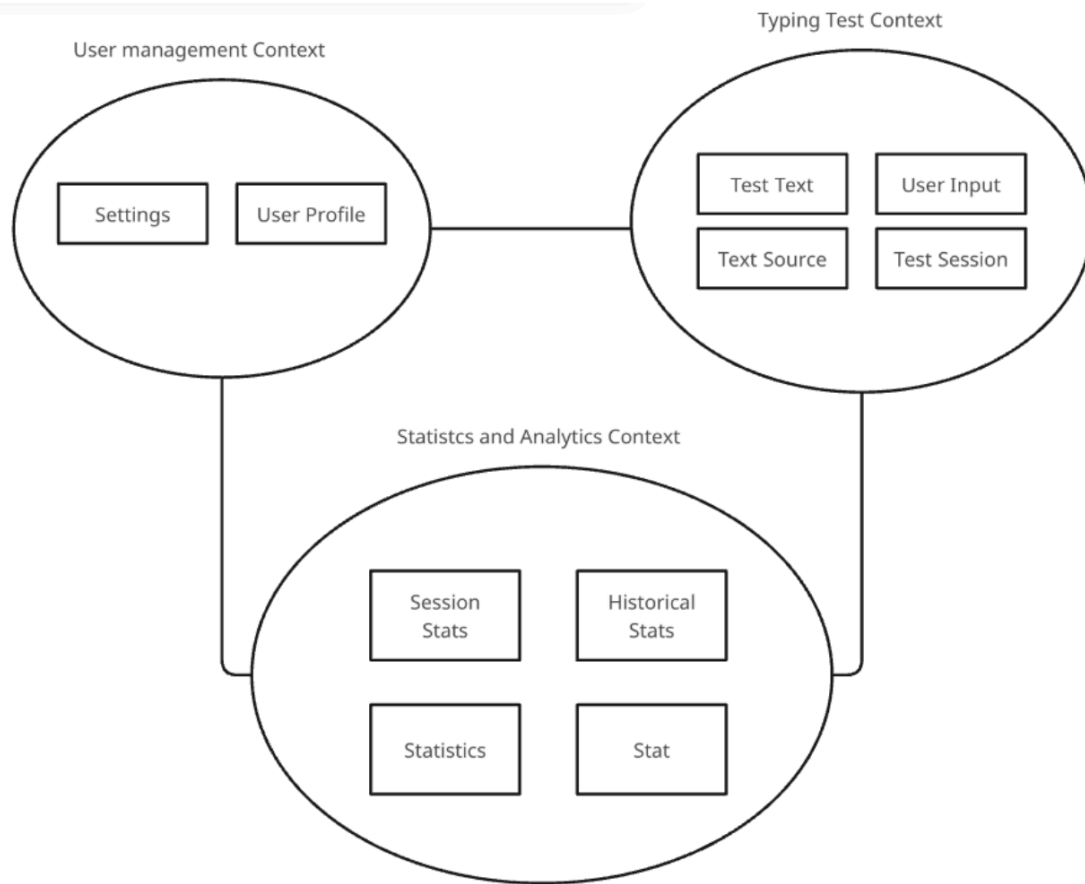 Typing Test Context
User management Context
Test Text
User Input
Settings
User Profile
Text Source
Test Session
Statistcs and Analytics Context
Session
Stats
Historical
Stats
Statistics
Stat